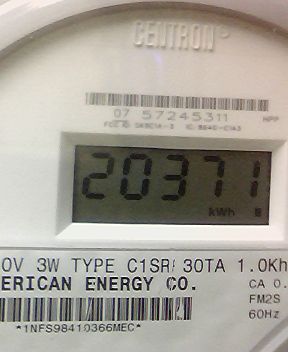 CENTRON®
07 57245311 HPP
20371
kWh
0V 3W TYPE C1SR 30TA 1.0Kh
ERICAN ENERGY CO.
CA 0.
FM2S
60Hz
*1NFS98410366MEC*